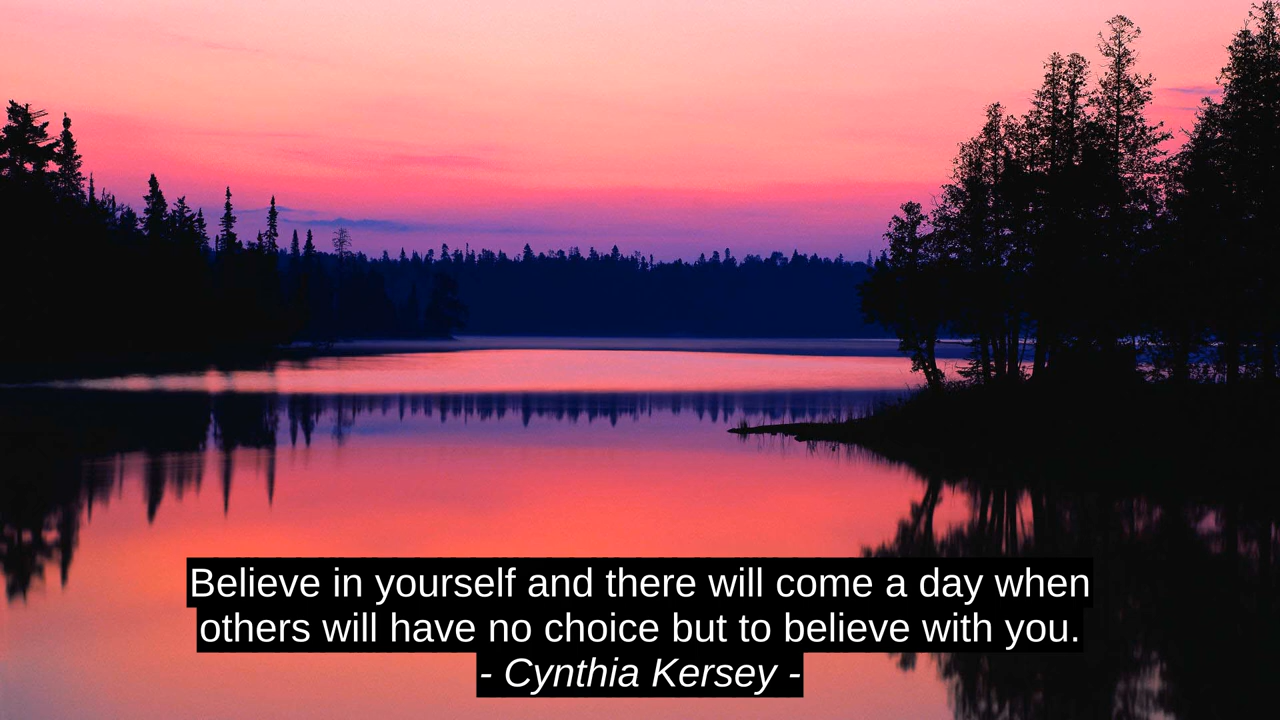 Believe in yourself and there will come a day when
others will have no choice but to believe with you.
- Cynthia Kersey -